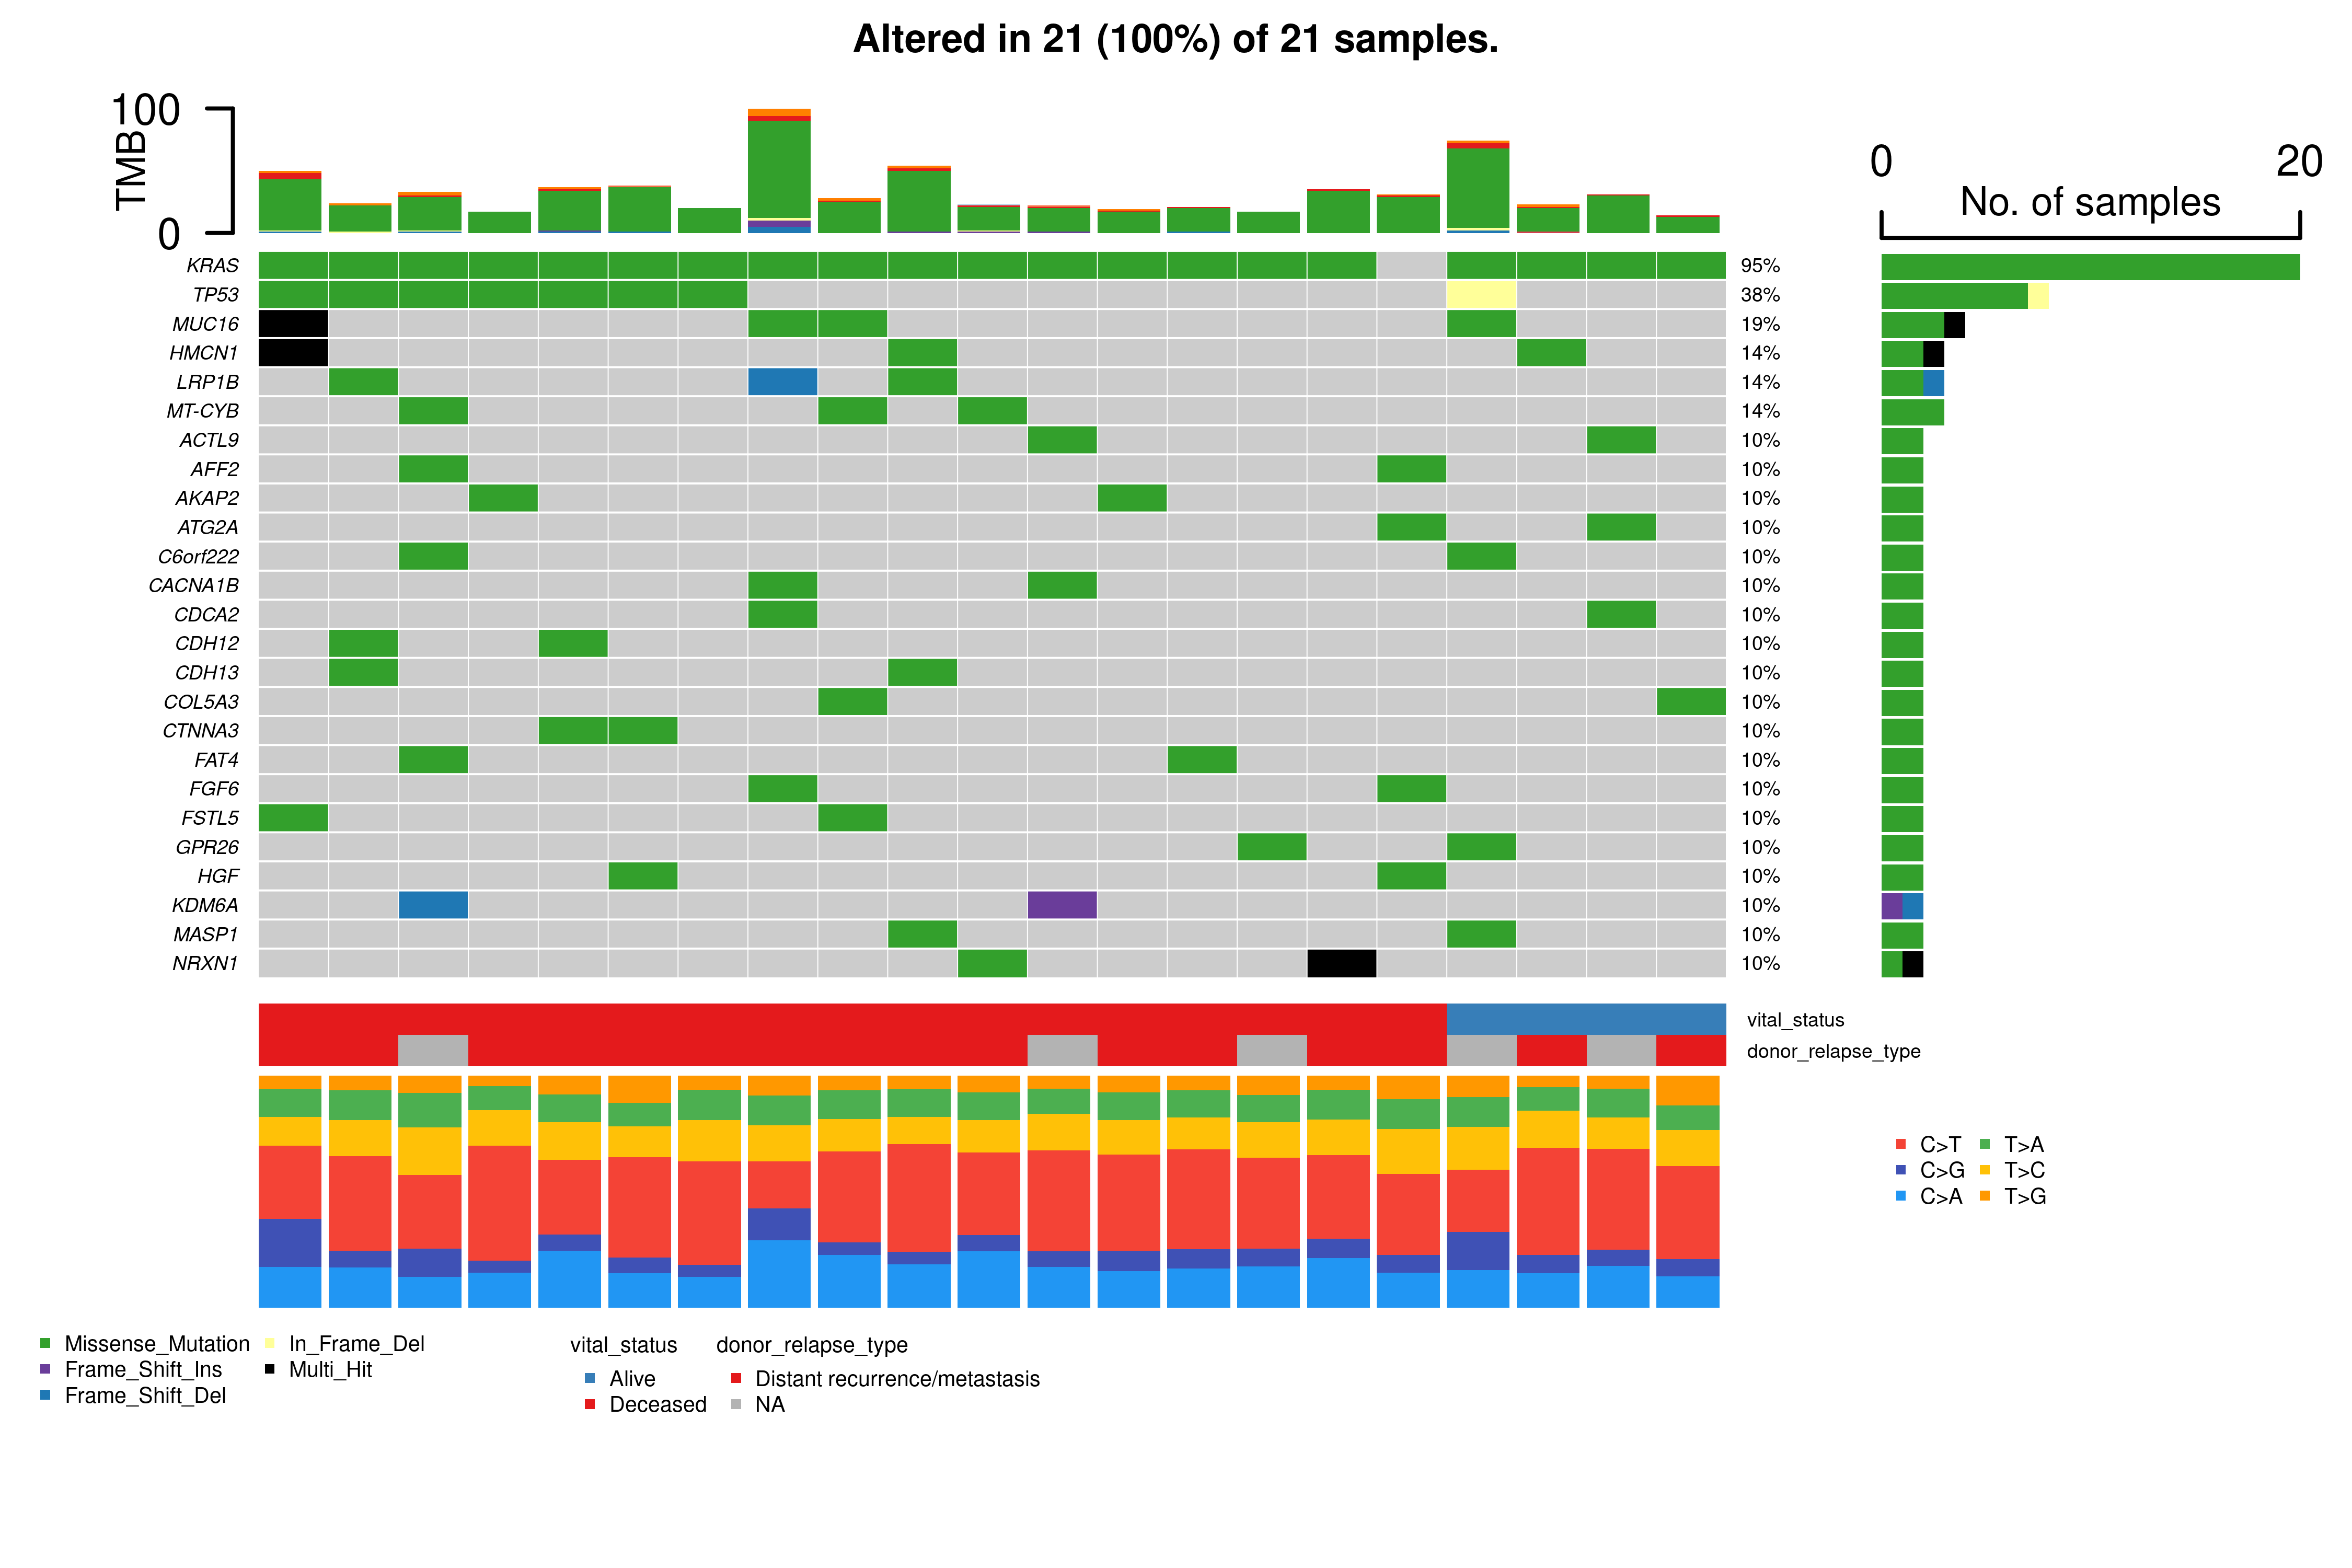 Altered in 21 (100%) of 21 samples.
100
TMB
0
0 20
No. of samples
KRAS 95%
TP53 38%
MUC16 19%
HMCN1 14%
LRP1B 14%
MT-CYB 14%
ACTL9 10%
AFF2 10%
AKAP2 10%
ATG2A 10%
C6orf222 10%
CACNA1B 10%
CDCA2 10%
CDH12 10%
CDH13 10%
COL5A3 10%
CTNNA3 10%
FAT4 10%
FGF6 10%
FSTL5 10%
GPR26 10%
HGF 10%
KDM6A 10%
MASP1 10%
NRXN1 10%
vital_status
donor_relapse_type
C>T T>A
C>G T>C
C>A T>G
Missense_Mutation In_Frame_Del
Frame_Shift_Ins Multi_Hit
Frame_Shift_Del
vital_status donor_relapse_type
Alive Distant recurrence/metastasis
Deceased NA